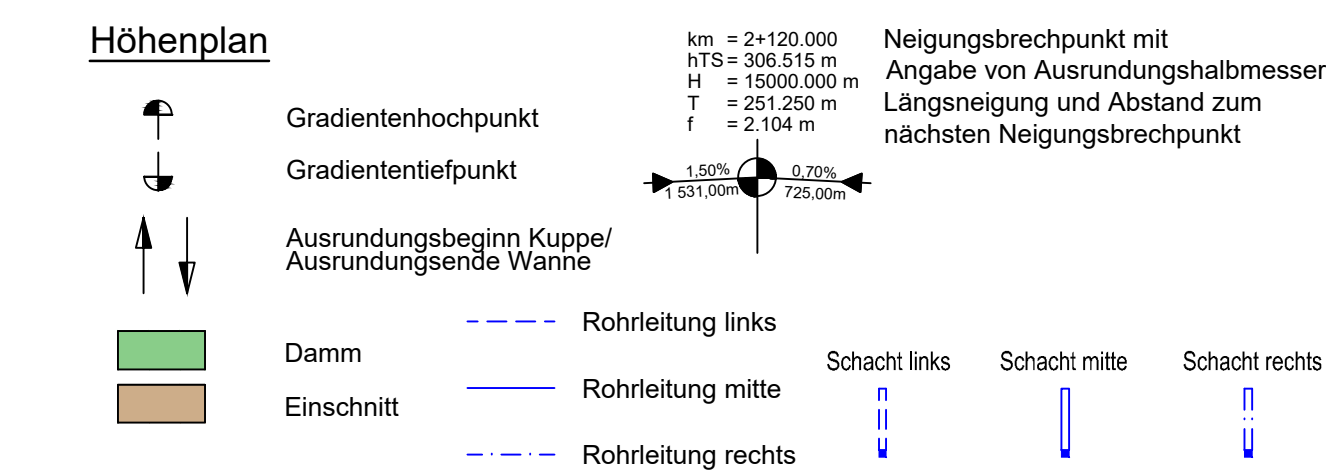 Höhenplan
Gradientenhochpunkt
Gradiententiefpunkt
Ausrundungsbeginn Kuppe/
Ausrundungsende Wanne
Damm
Einschnitt
km = 2+120.000
hTS = 306.515 m
H = 15000.000 m
T = 251.250 m
f = 2.104 m
1,50%
0,70%
1 531,00m
725,00m
Neigungsbrechpunkt mit
Angabe von Ausrundungshalbmesser
Längsneigung und Abstand zum
nächsten Neigungsbrechpunkt
Rohrleitung links
Rohrleitung mitte
Rohrleitung rechts
Schacht links
Schacht mitte
Schacht rechts